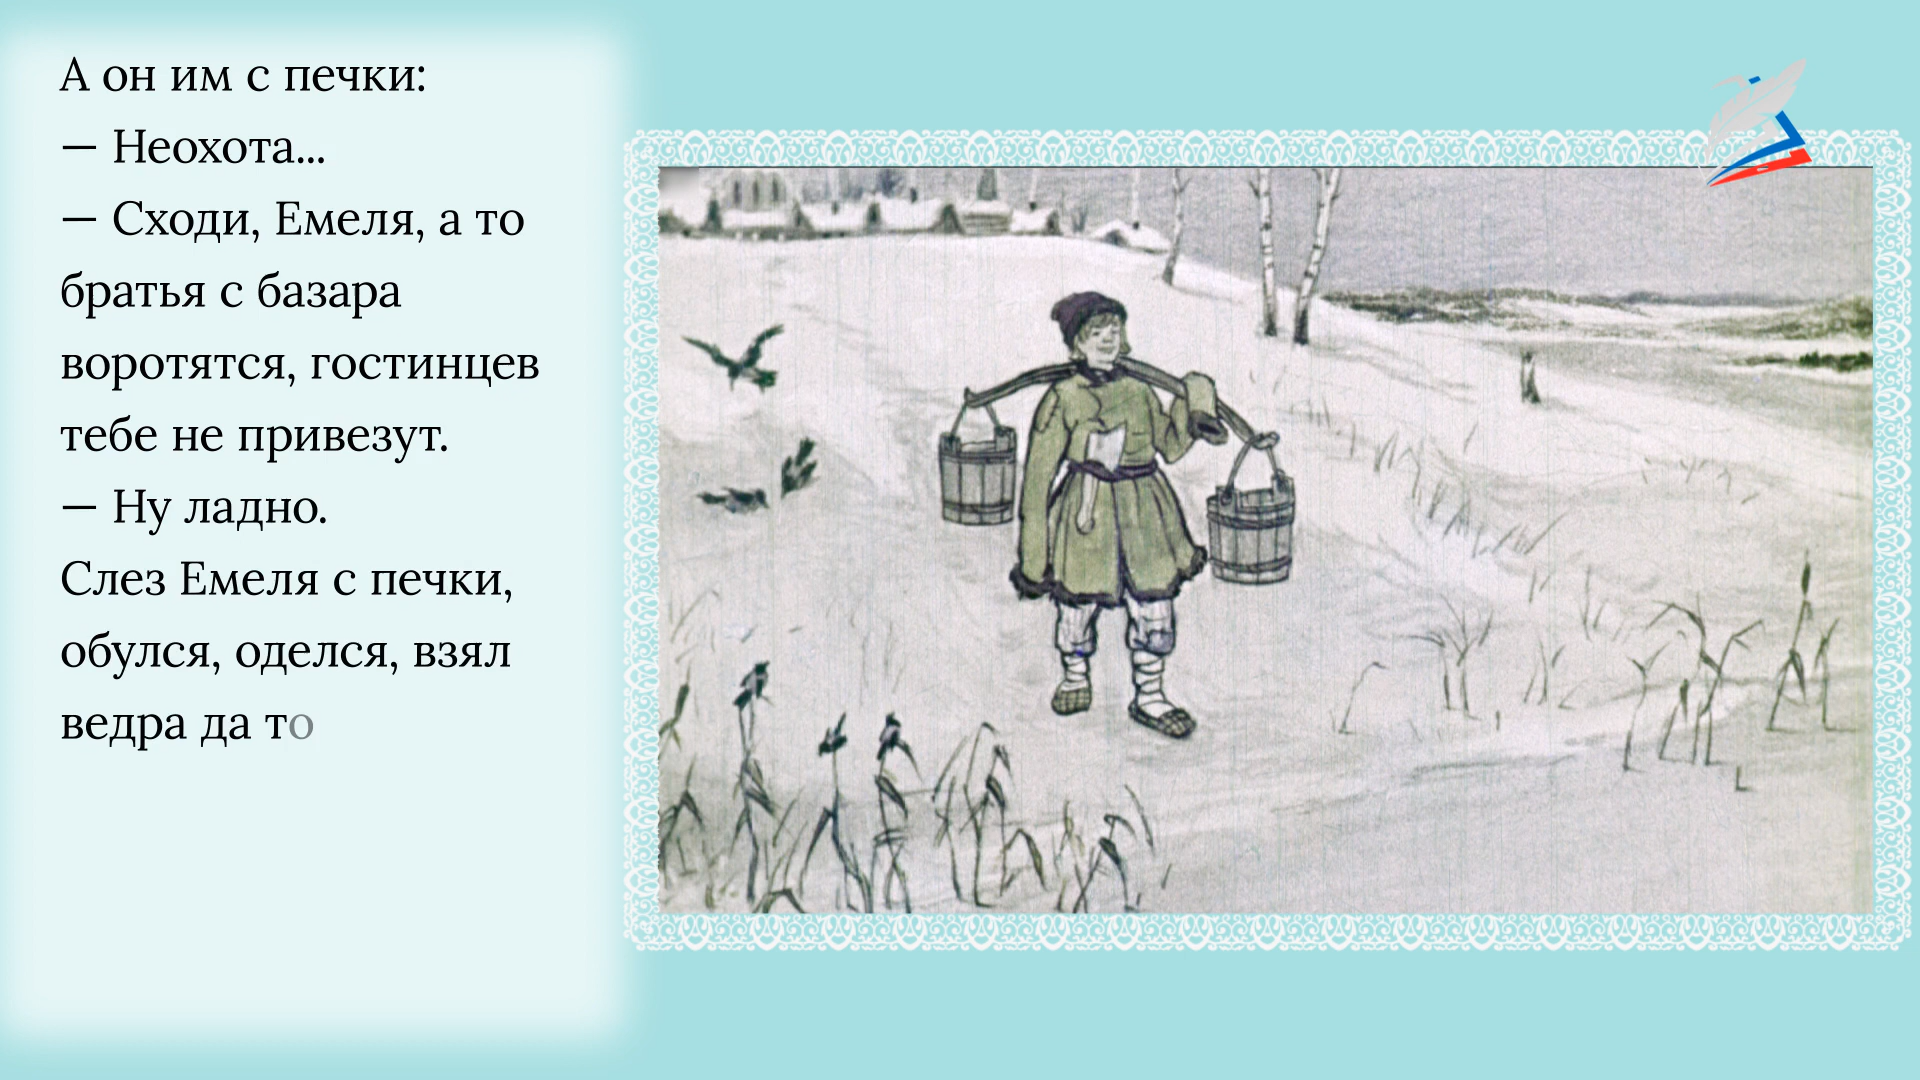 А он им с печки:
— Неохота...
— Сходи, Емеля, а то
братья с базара
воротятся, гостинцев
тебе не привезут.
— Ну ладно.
Слез Емеля с печки,
обулся, оделся, взял
ведра да то